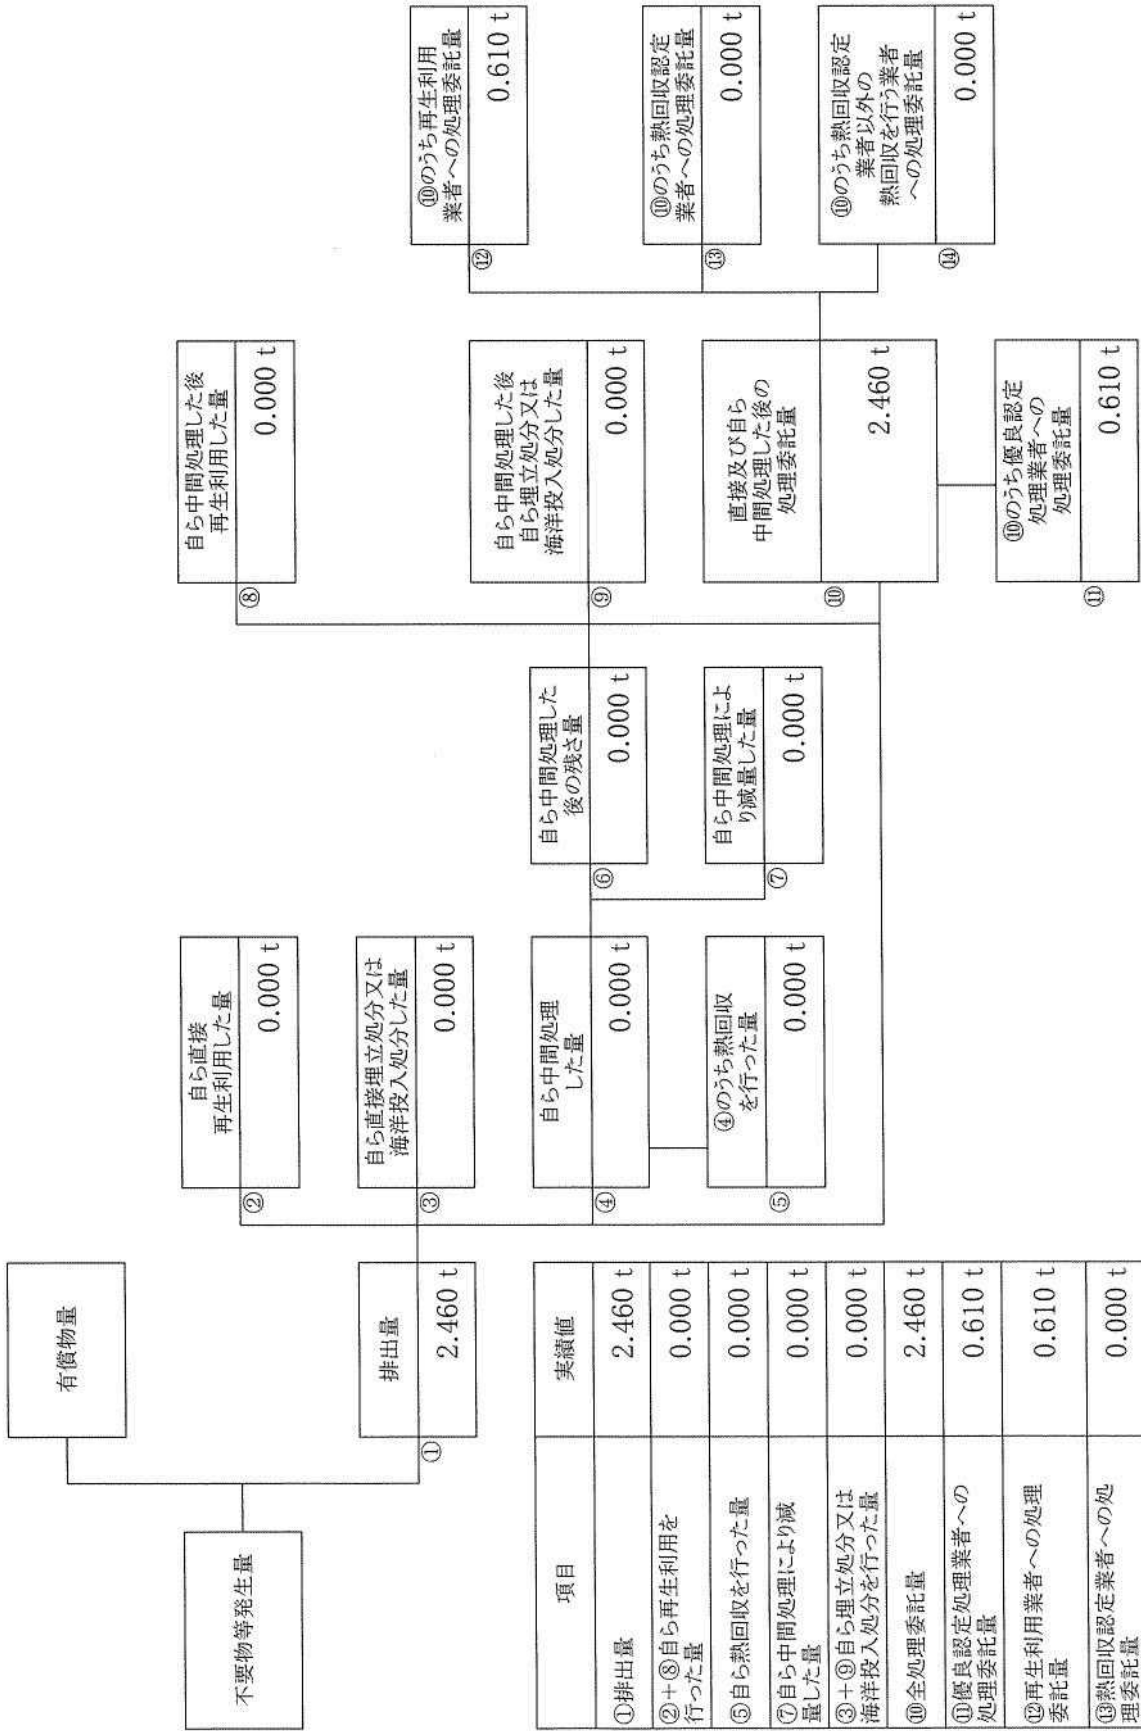 不要物等発生量
有償物量
①
排出量
2.460 t
②
自ら直接
再生利用した量
0.000 t
③
自ら直接埋立処分又は
海洋投入処分した量
0.000 t
④
自ら中間処理
した量
0.000 t
⑤
④のうち熱回収
を行った量
0.000 t
⑥
自ら中間処理した
後の残さ量
0.000 t
⑦
自ら中間処理によ
り減量した量
0.000 t
⑧
自ら中間処理した後
再生利用した量
0.000 t
⑨
自ら中間処理した後
自ら埋立処分又は
海洋投入処分した量
0.000 t
⑩
直接及び自ら
中間処理した後の
処理委託量
2.460 t
⑪
⑩のうち優良認定
処理業者への
処理委託量
0.610 t
⑫
⑩のうち再生利用
業者への処理委託量
0.610 t
⑬
⑩のうち熱回収認定
業者への処理委託量
0.000 t
⑭
⑩のうち熱回収認定
業者以外の
熱回収を行う業者
への処理委託量
0.000 t
項目 実績値
①排出量 2.460 t
②+⑧自ら再生利用を
行った量 0.000 t
⑤自ら熱回収を行った量 0.000 t
⑦自ら中間処理により減
量した量 0.000 t
③+⑨自ら埋立処分又は
海洋投入処分を行った量 0.000 t
⑩全処理委託量 2.460 t
⑪優良認定処理業者への
処理委託量 0.610 t
⑫再生利用業者への処理
委託量 0.610 t
⑬熱回収認定業者への処
理委託量 0.000 t